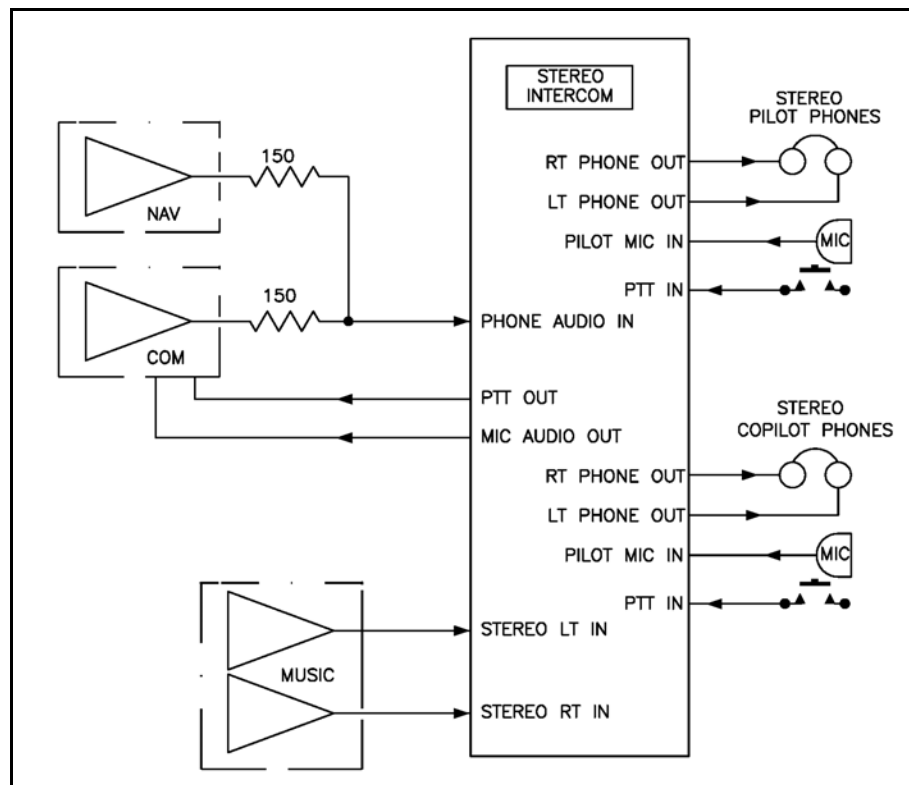 STEREO
INTERCOM
150
NAV
150
COM
MUSIC
RT PHONE OUT
LT PHONE OUT
PILOT MIC IN
PTT IN
PHONE AUDIO IN
PTT OUT
MIC AUDIO OUT
RT PHONE OUT
LT PHONE OUT
PILOT MIC IN
PTT IN
STEREO LT IN
STEREO RT IN
STEREO
PILOT PHONES
MIC
STEREO
COPILOT PHONES
MIC